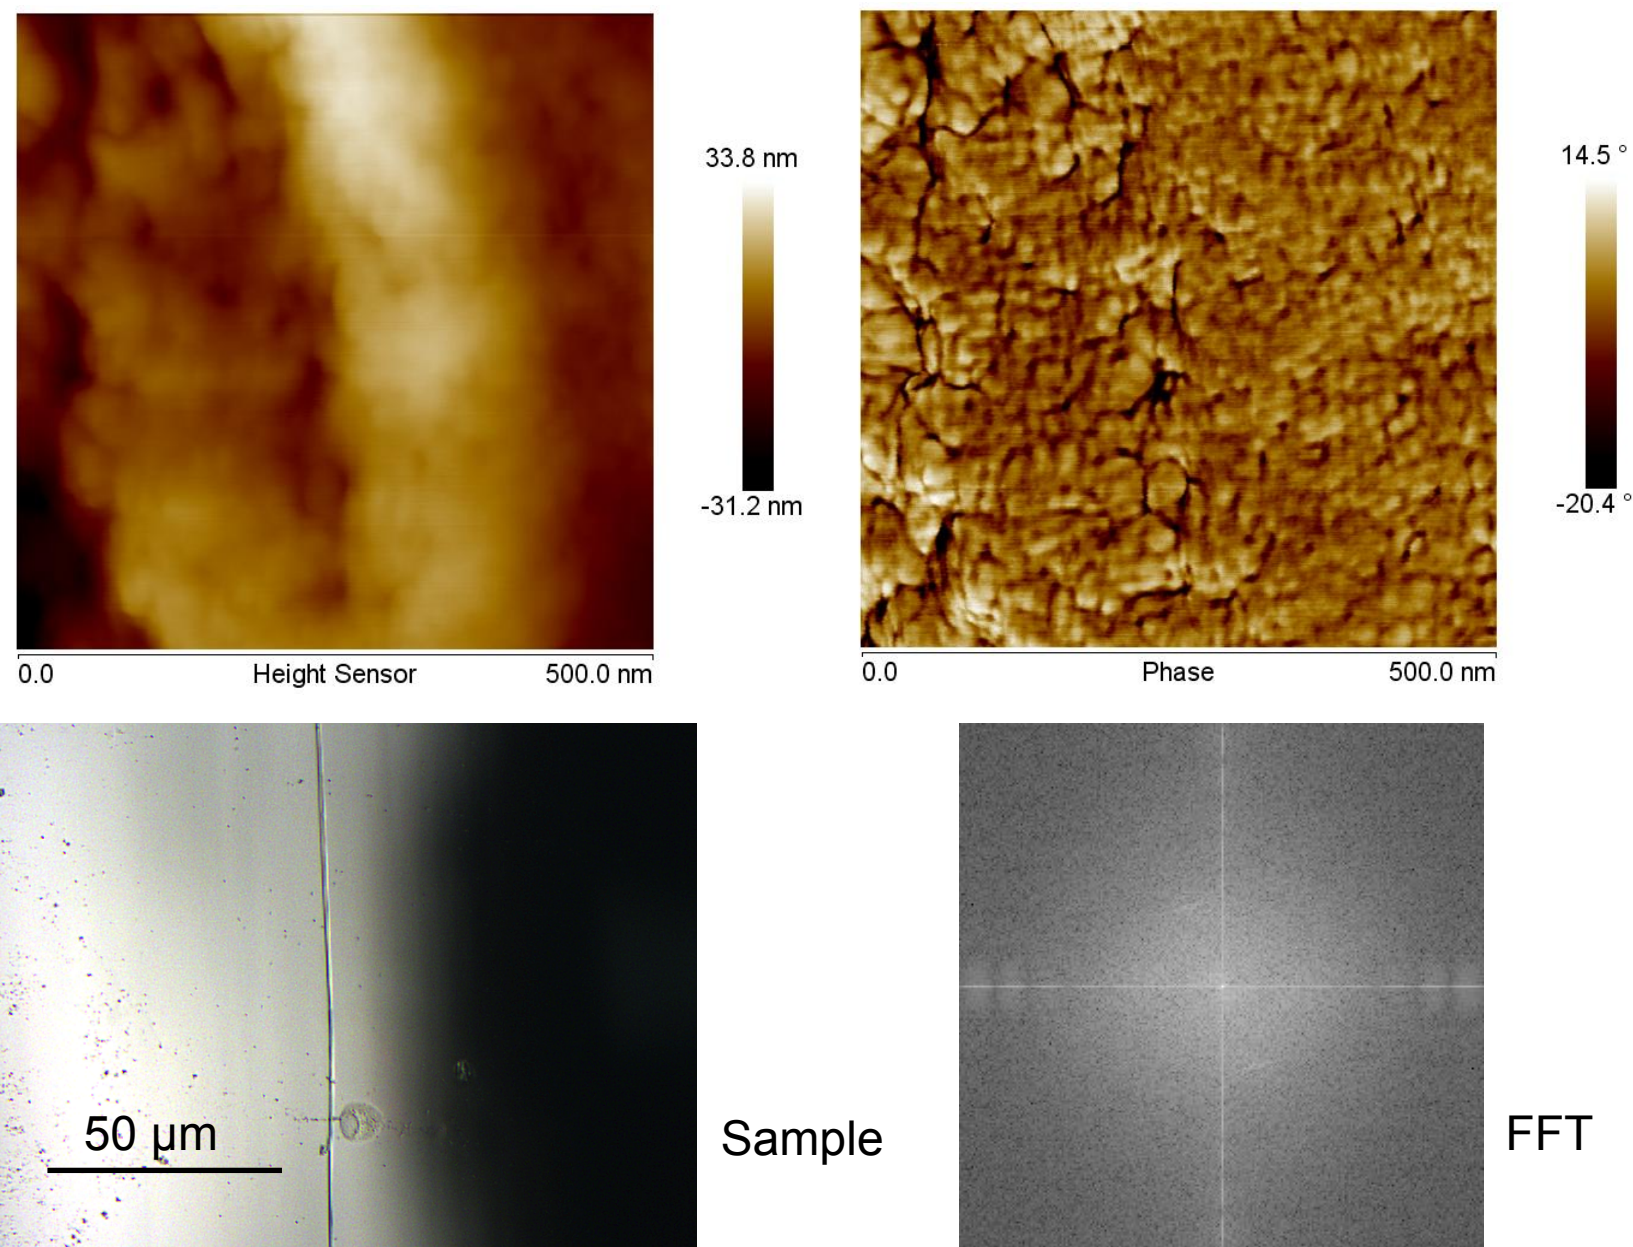 33.8 nm
-31.2 nm
0.0 Height Sensor 500.0 nm
14.5 °
-20.4 °
0.0 Phase 500.0 nm
50 µm
Sample
FFT